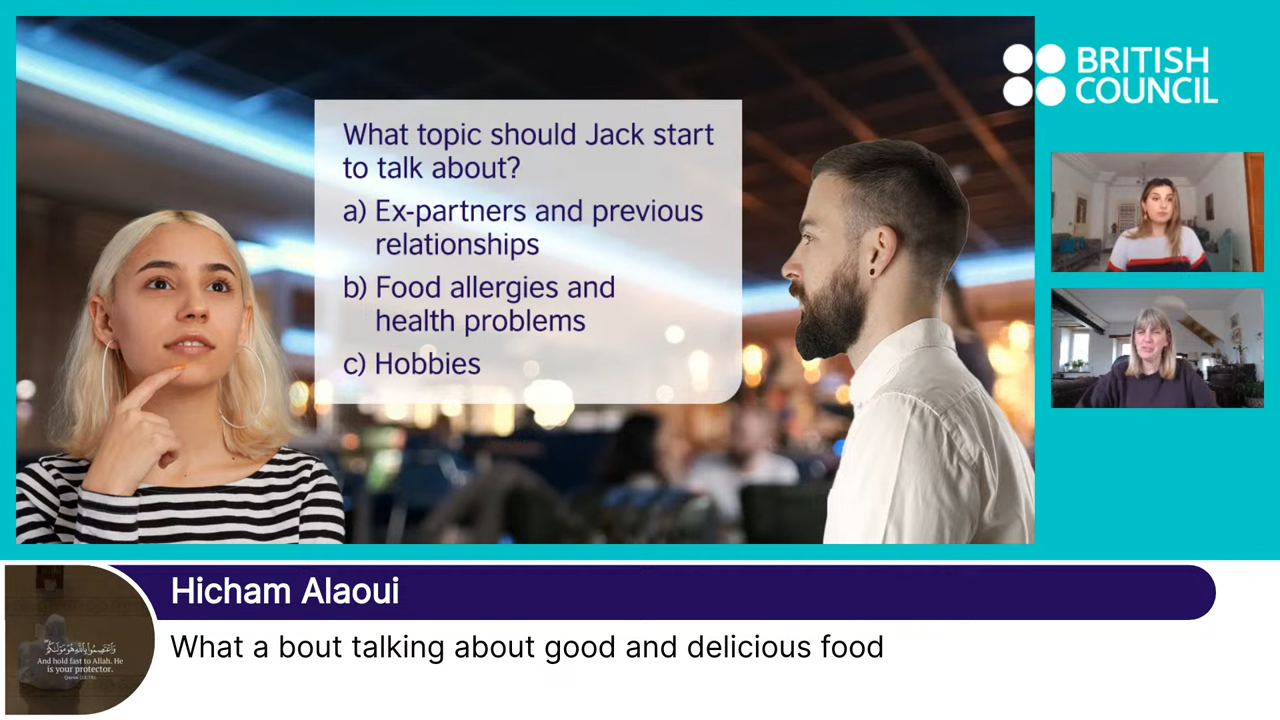 BRITISH
COUNCIL
What topic should Jack start
to talk about?
a) Ex-partners and previous
relationships
b) Food allergies and
health problems
c) Hobbies
Hicham Alaoui
What a bout talking about good and delicious food
And hold fast to Allah. He
is your protector.